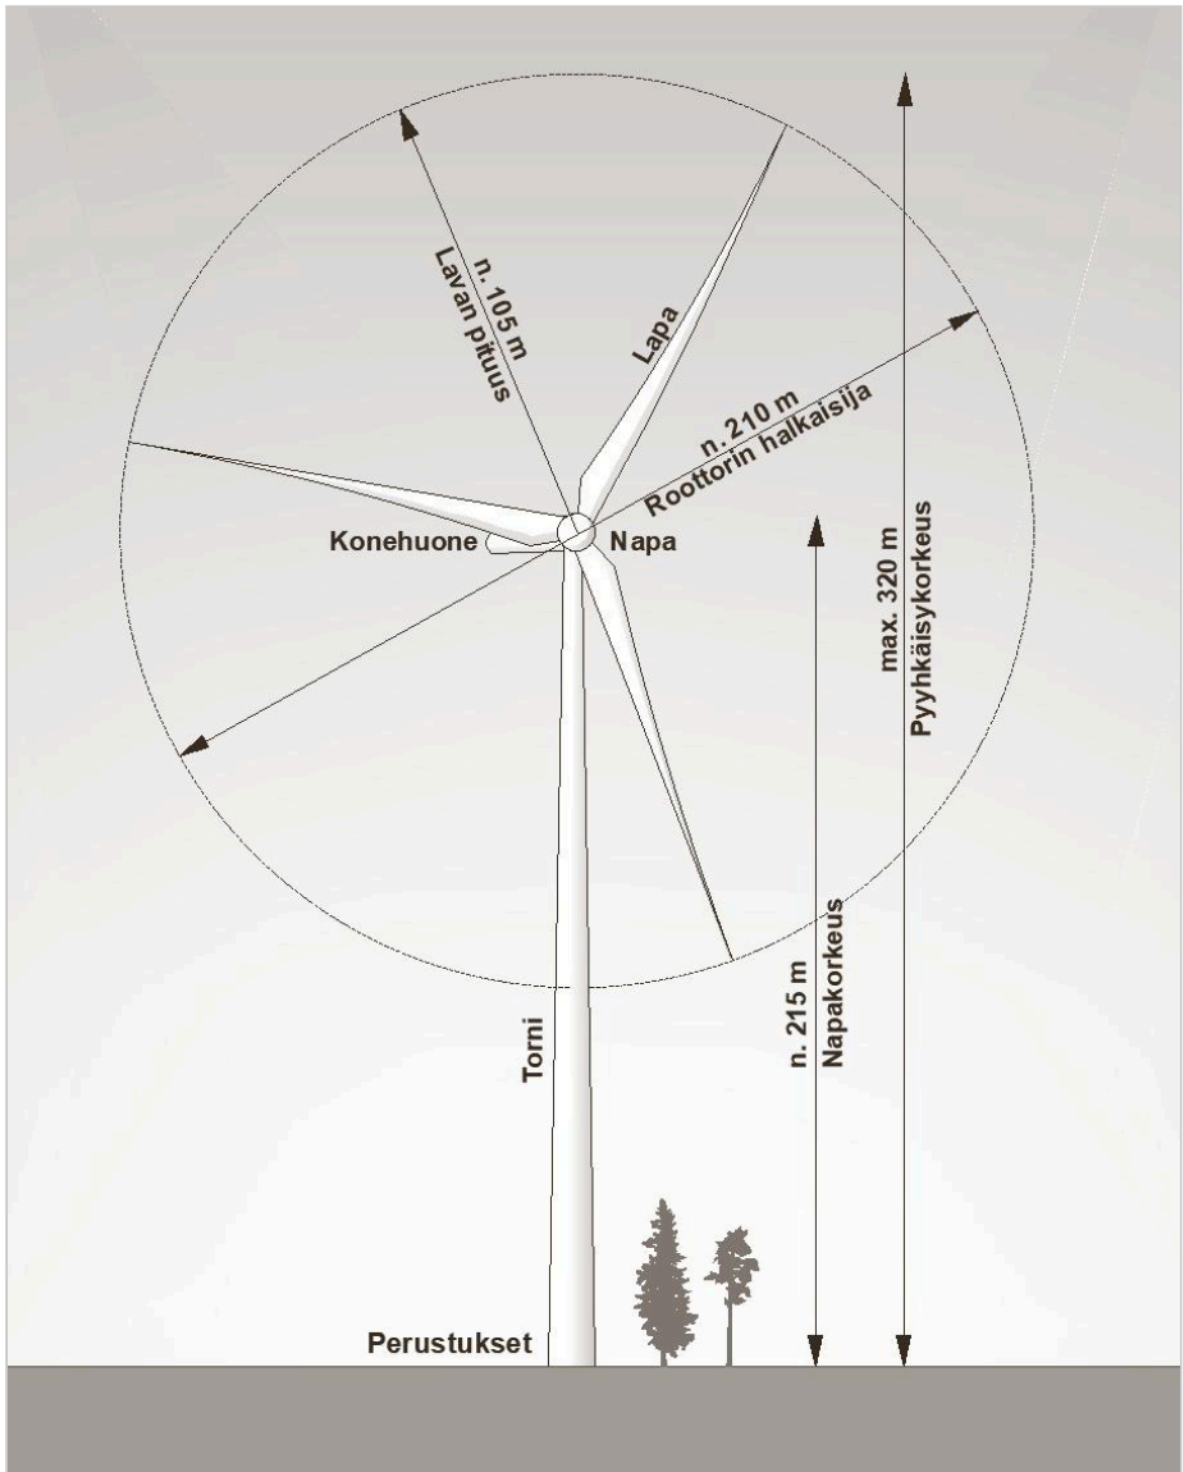 n. 105 m
Lavan pituus
Lapa
n. 210 m
Roottorin halkaisija
Konehuone
Napa
max. 320 m
Pyyhkäisykorkeus
n. 215 m
Napakorkeus
Torni
Perustukset